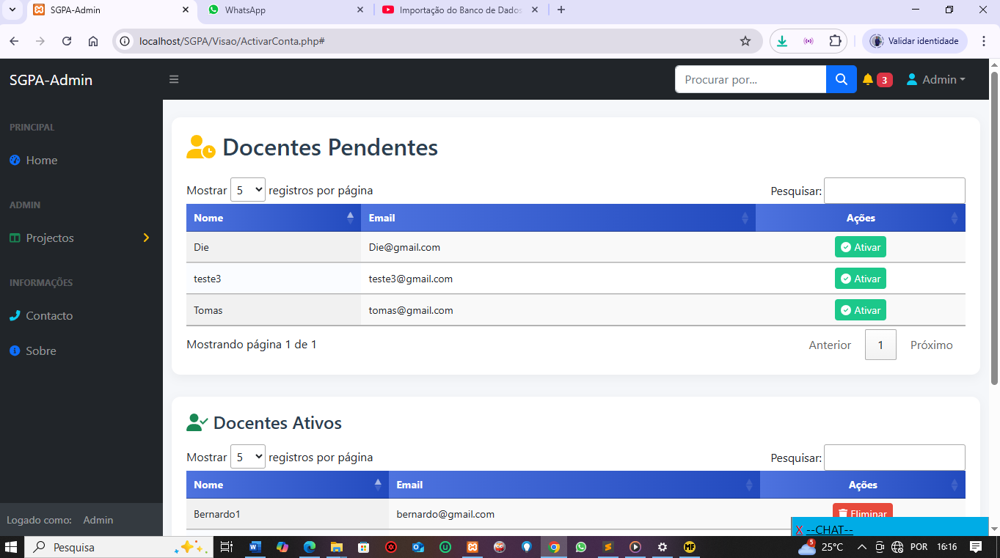 SGPA-Admin
WhatsApp
Importação do Banco de Dados
localhost/SGPA/Visao/ActivarConta.php#
Validar identidade
SGPA-Admin
Procurar por...
3
Admin
PRINCIPAL
Home
ADMIN
Projectos
INFORMAÇÕES
Contacto
Sobre
Logado como: Admin
Docentes Pendentes
Mostrar 5 registros por página
Pesquisar:
Nome Email Ações
Die Die@gmail.com Ativar
teste3 teste3@gmail.com Ativar
Tomas tomas@gmail.com Ativar
Mostrando página 1 de 1
Anterior 1 Próximo
Docentes Ativos
Mostrar 5 registros por página
Pesquisar:
Nome Email Ações
Bernardo1 bernardo@gmail.com Eliminar
X --CHAT--
Pesquisa
5
25°C
POR
16:16